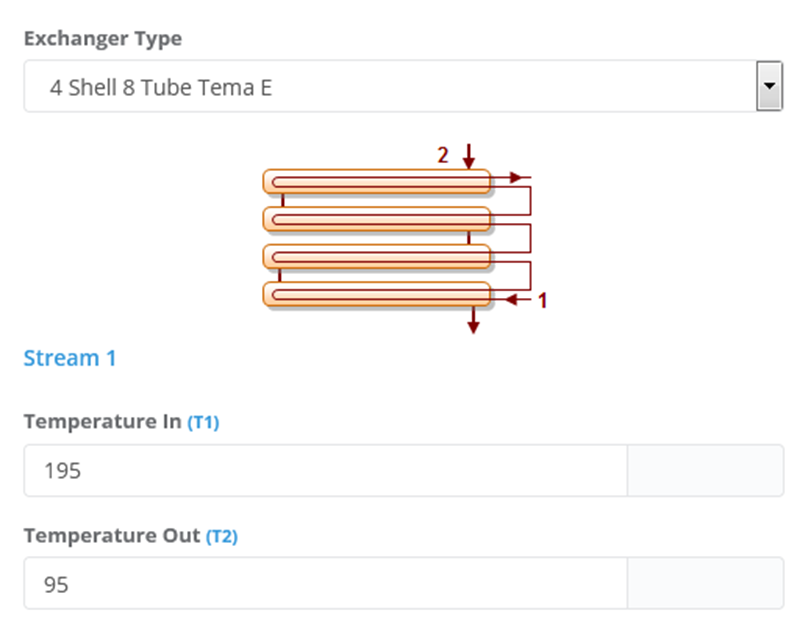 Exchanger Type
4 Shell 8 Tube Tema E
2
1
Stream 1
Temperature In (T1)
195
Temperature Out (T2)
95